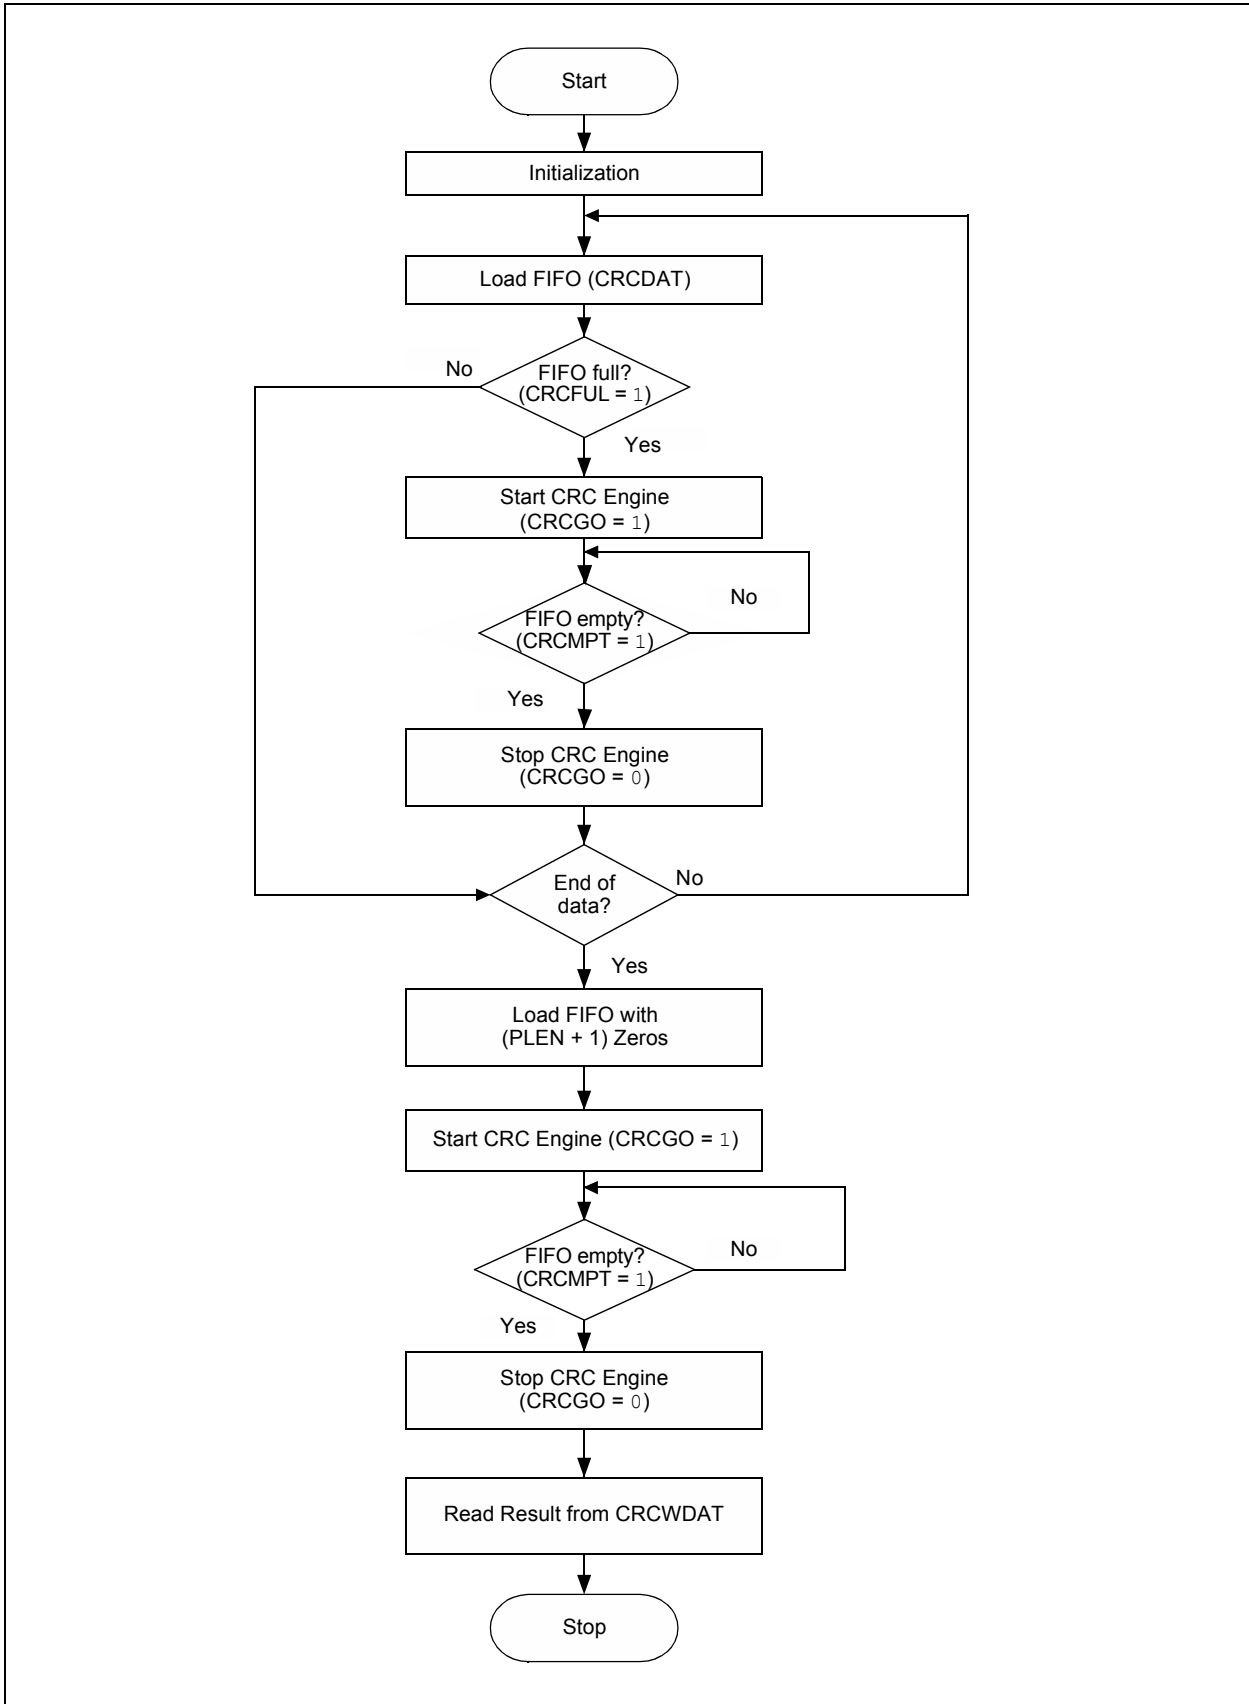 Start
Initialization
Load FIFO (CRCDAT)
No
FIFO full?
(CRCFUL = 1)
Yes
Start CRC Engine
(CRCGO = 1)
No
FIFO empty?
(CRCMPT = 1)
Yes
Stop CRC Engine
(CRCGO = 0)
End of
data?
No
Yes
Load FIFO with
(PLEN + 1) Zeros
Start CRC Engine (CRCGO = 1)
FIFO empty?
(CRCMPT = 1)
No
Yes
Stop CRC Engine
(CRCGO = 0)
Read Result from CRCWDAT
Stop